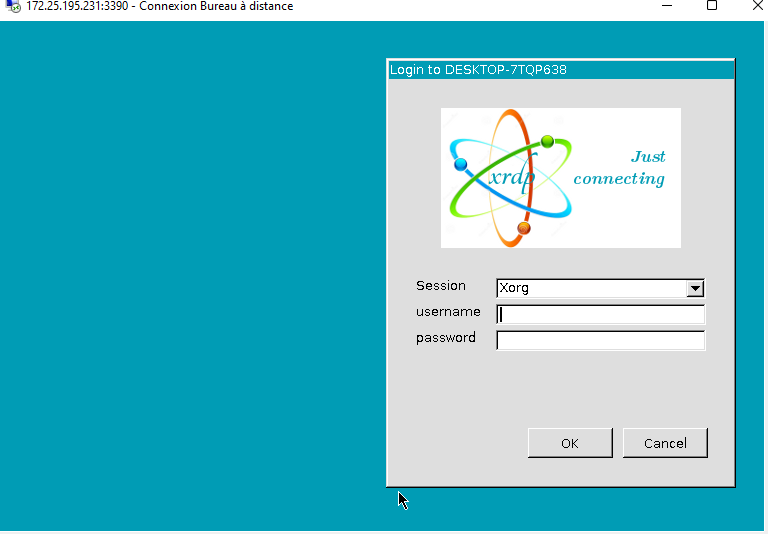 172.25.195.231:3390 - Connexion Bureau à distance
Login to DESKTOP-7TQP638
xrdp
Just
connecting
Session
Xorg
username
password
OK
Cancel